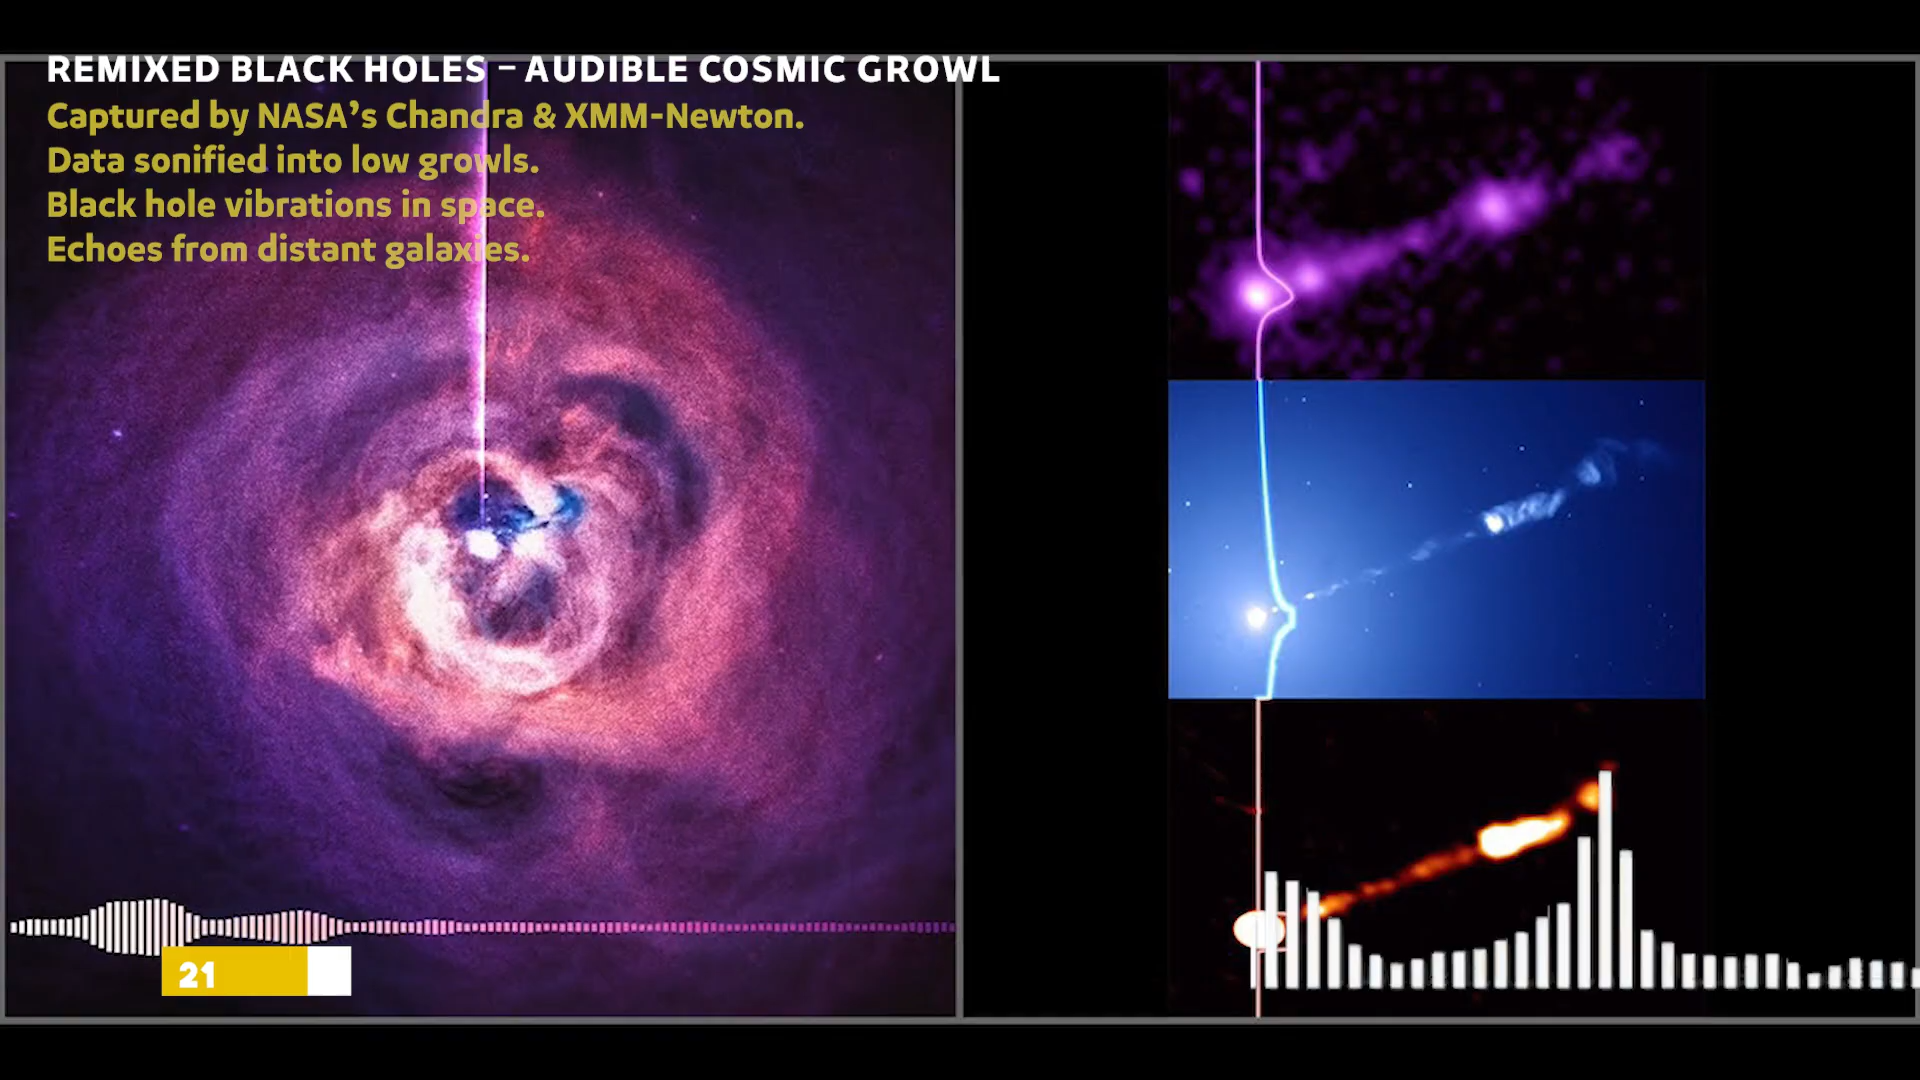 REMIXED BLACK HOLES – AUDIBLE COSMIC GROWL
Captured by NASA's Chandra & XMM-Newton.
Data sonified into low growls.
Black hole vibrations in space.
Echoes from distant galaxies.
21